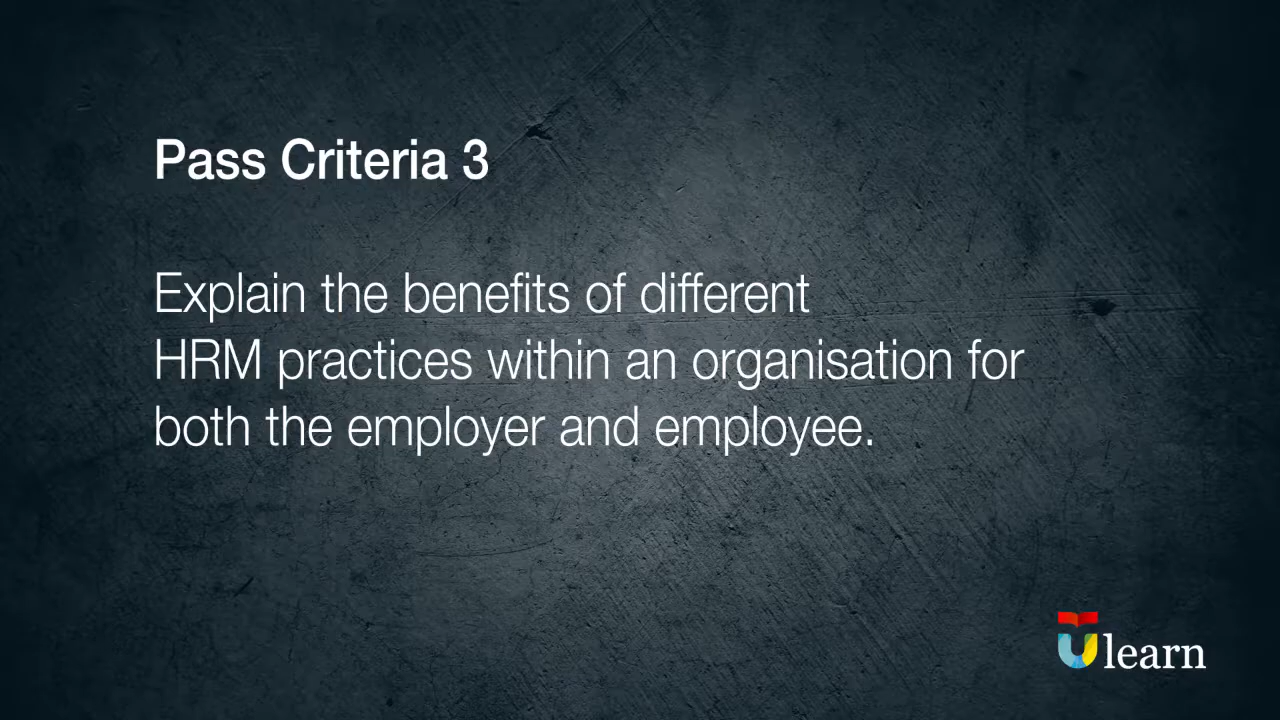 Pass Criteria 3
Explain the benefits of different
HRM practices within an organisation for
both the employer and employee.
U learn